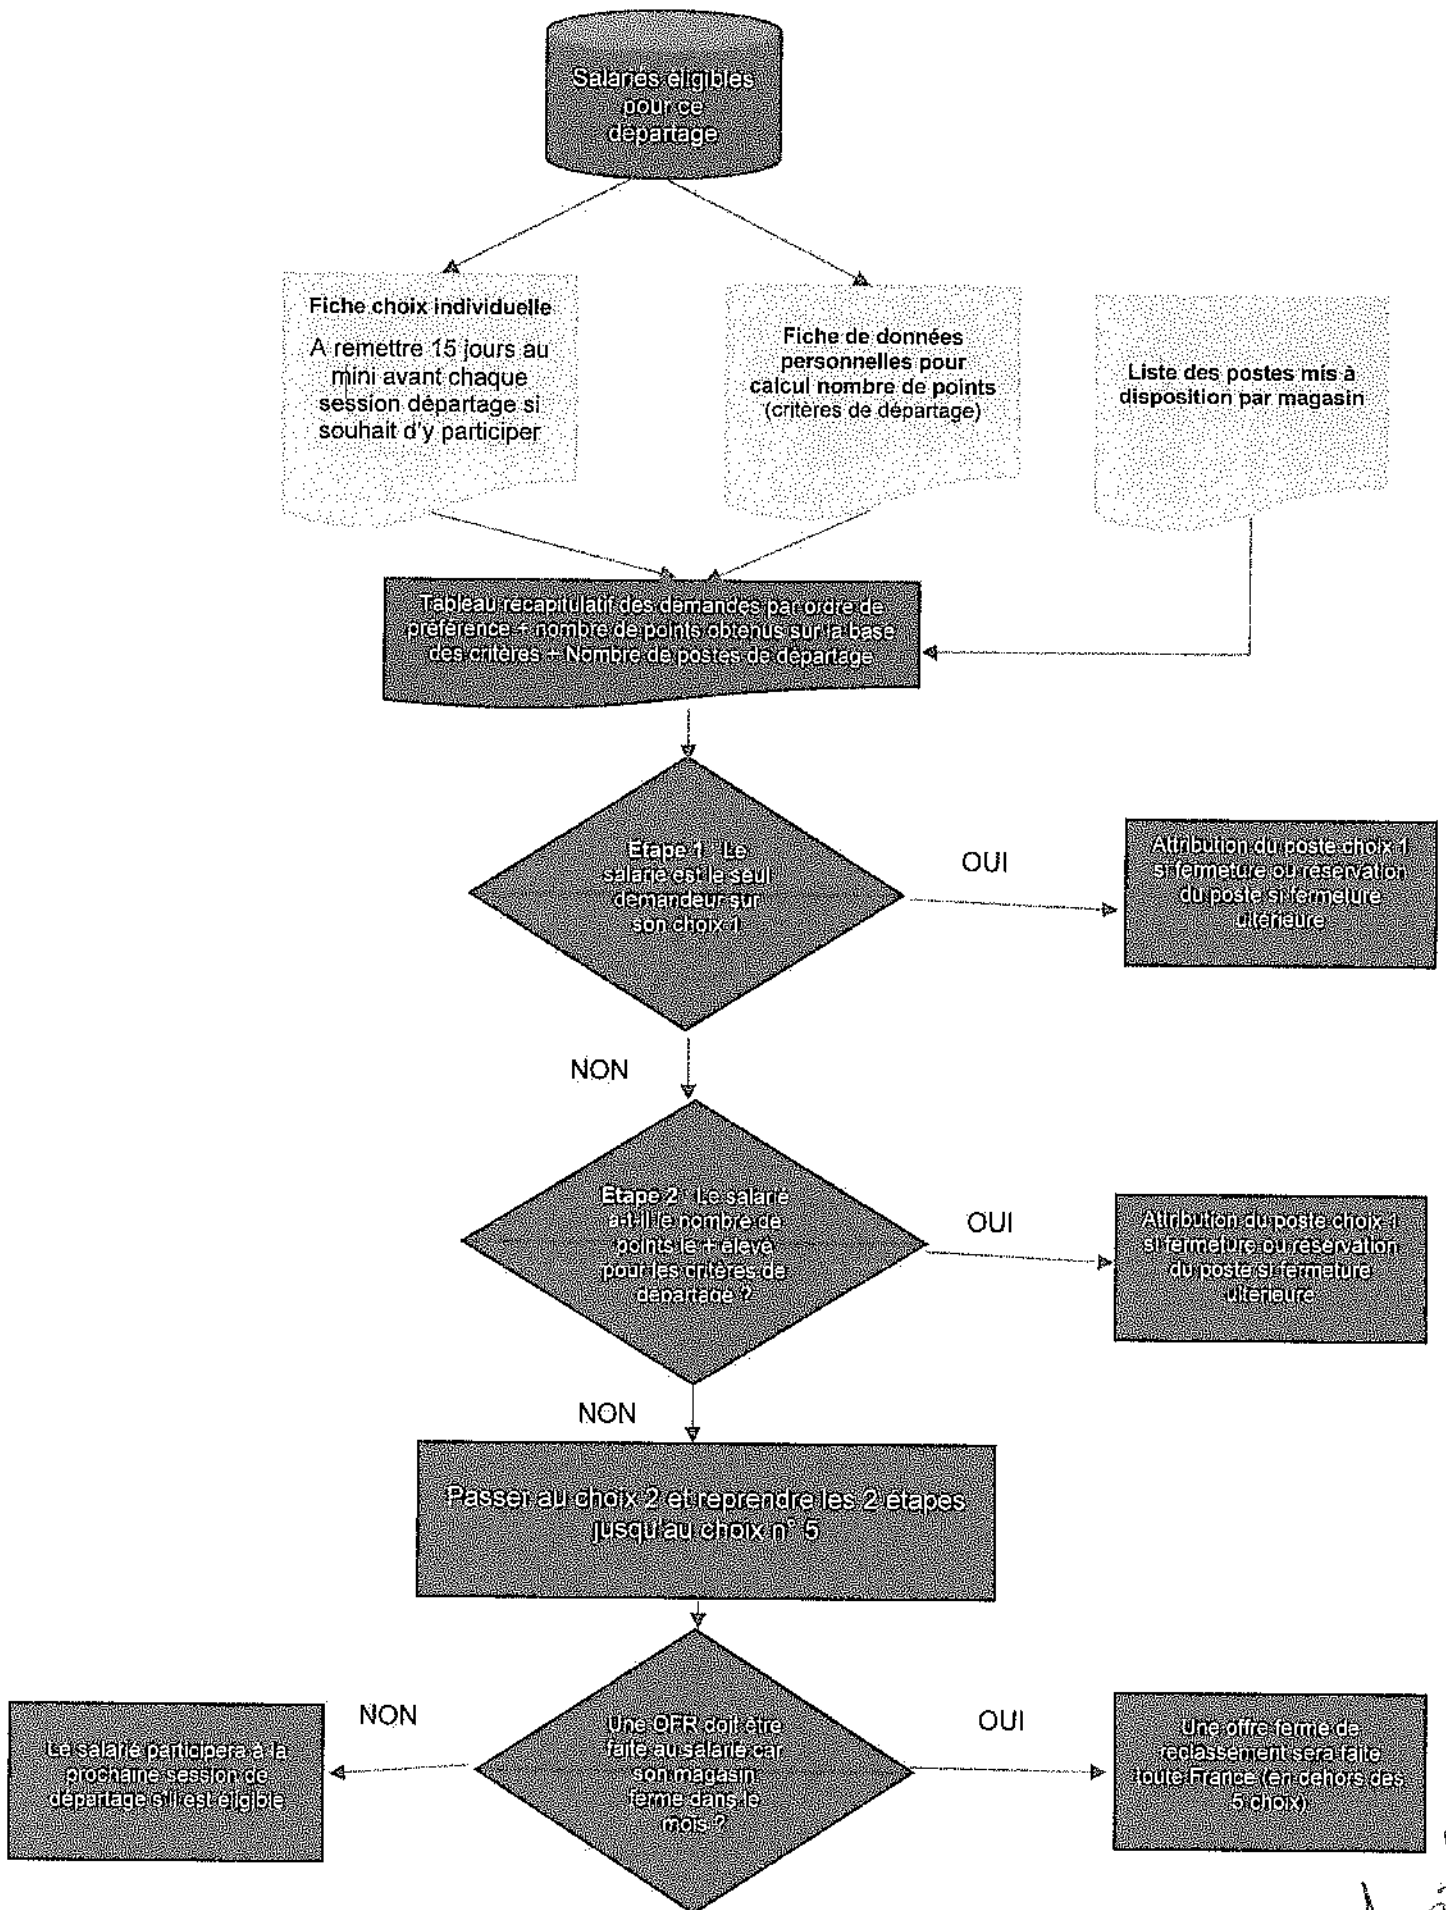 Salariés éligibles
pour ce
départage
Fiche choix individuelle
A remettre 15 jours au
mini avant chaque
session départage si
souhait d'y participer
Fiche de données
personnelles pour
calcul nombre de points
(critères de départage)
Liste des postes mis à
disposition par magasin
Tableau récapitulatif des demandes par ordre de
préférence + nombre de points obtenus sur la base
des critères + Nombre de postes de départage
Etape 1 Le
salarié est le seul
demandeur sur
son choix 1
OUI
Attribution du poste choix 1
si fermeture ou réservation
du poste si fermeture
ultérieure
NON
Etape 2 Le salarié
a-t-il le nombre de
points le + élevé
pour les critères de
départage ?
OUI
Attribution du poste choix 1
si fermeture ou réservation
du poste si fermeture
ultérieure
NON
Passer au choix 2 et reprendre les 2 étapes
jusqu'au choix n° 5
Une OFR doit être
faite au salarié car
son magasin
ferme dans le
mois ?
NON
Le salarié participera à la
prochaine session de
départage s'il est éligible
OUI
Une offre ferme de
reclassement sera faite
toute France (en dehors des
5 choix)